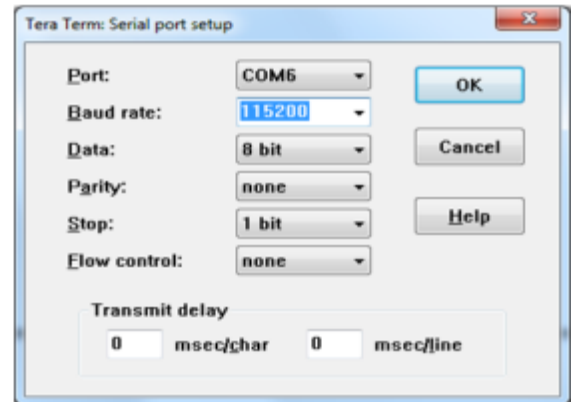 Tera Term: Serial port setup
Port: COM6 OK
Baud rate: 115200
Data: 8 bit Cancel
Parity: none
Stop: 1 bit Help
Flow control: none
Transmit delay
0 msec/char 0 msec/line